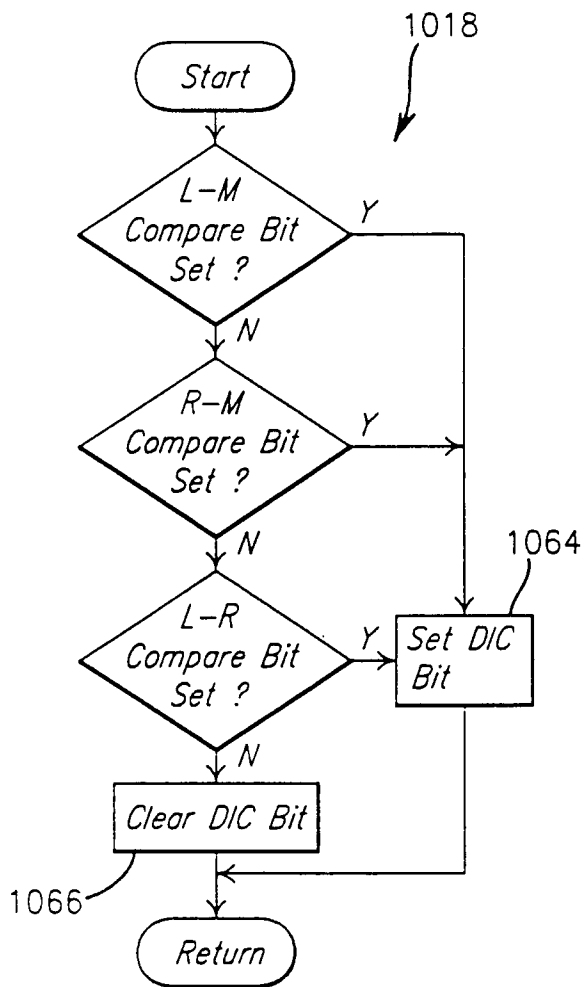 1018
Start
L-M
Compare Bit
Set ?
Y
N
R-M
Compare Bit
Set ?
Y
N
1064
L-R
Compare Bit
Set ?
Y
Set DIC
Bit
N
Clear DIC Bit
1066
Return